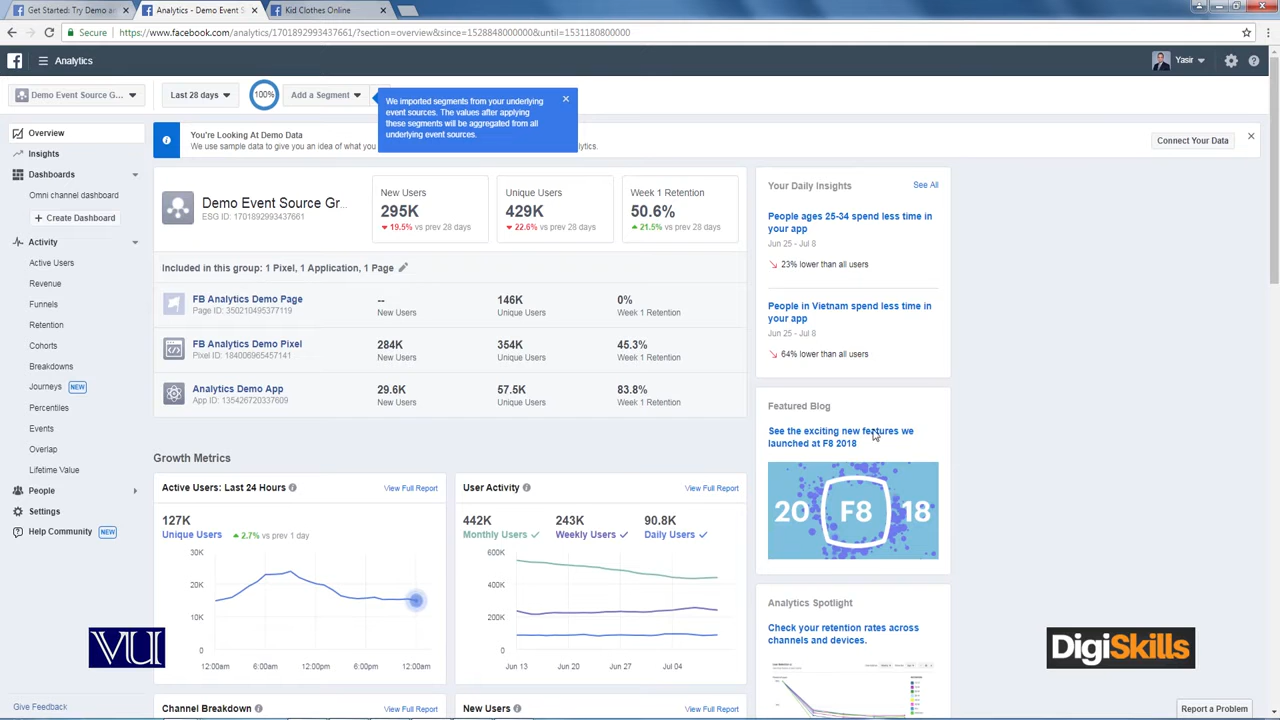 Get Started: Try Demo a
Analytics - Demo Event S
Kid Clothes Online
Secure
https://www.facebook.com/analytics/1701892993437661/?section=overview&since=1528848000000&until=1531180800000
Analytics
Yasir
Demo Event Source G...
Last 28 days
100%
Add a Segment
We imported segments from your underlying
event sources. The values after applying
these segments will be aggregated from all
underlying event sources.
You're Looking At Demo Data
We use sample data to give you an idea of what you
lytics.
Connect Your Data
Overview
Insights
Dashboards
Omni channel dashboard
+ Create Dashboard
Activity
Active Users
Revenue
Funnels
Retention
Cohorts
Breakdowns
Journeys NEW
Percentiles
Events
Overlap
Lifetime Value
People
Settings
Help Community NEW
Give Feedback
Demo Event Source Gr...
ESG ID: 1701892993437661
New Users
295K
19.5% vs prev 28 days
Unique Users
429K
22.6% vs prev 28 days
Week 1 Retention
50.6%
21.5% vs prev 28 days
Included in this group: 1 Pixel, 1 Application, 1 Page
FB Analytics Demo Page
Page ID: 350210495377119
--
New Users
146K
Unique Users
0%
Week 1 Retention
FB Analytics Demo Pixel
Pixel ID: 184006965457141
284K
New Users
354K
Unique Users
45.3%
Week 1 Retention
Analytics Demo App
App ID: 135426720337609
29.6K
New Users
57.5K
Unique Users
83.8%
Week 1 Retention
Growth Metrics
Active Users: Last 24 Hours
View Full Report
127K
Unique Users
2.7% vs prev 1 day
30K
20K
10K
0
12:00am
6:00am
12:00pm
6:00pm
12:00am
User Activity
View Full Report
442K
Monthly Users
243K
Weekly Users
90.8K
Daily Users
600K
400K
200K
0
Jun 13
Jun 20
Jun 27
Jul 04
Channel Breakdown
View Full Report
New Users
View Full Report
Your Daily Insights
See All
People ages 25-34 spend less time in
your app
Jun 25 - Jul 8
23% lower than all users
People in Vietnam spend less time in
your app
Jun 25 - Jul 8
64% lower than all users
Featured Blog
See the exciting new features we
launched at F8 2018
20 F8 18
Analytics Spotlight
Check your retention rates across
channels and devices.
VU
DigiSkills
Report a Problem